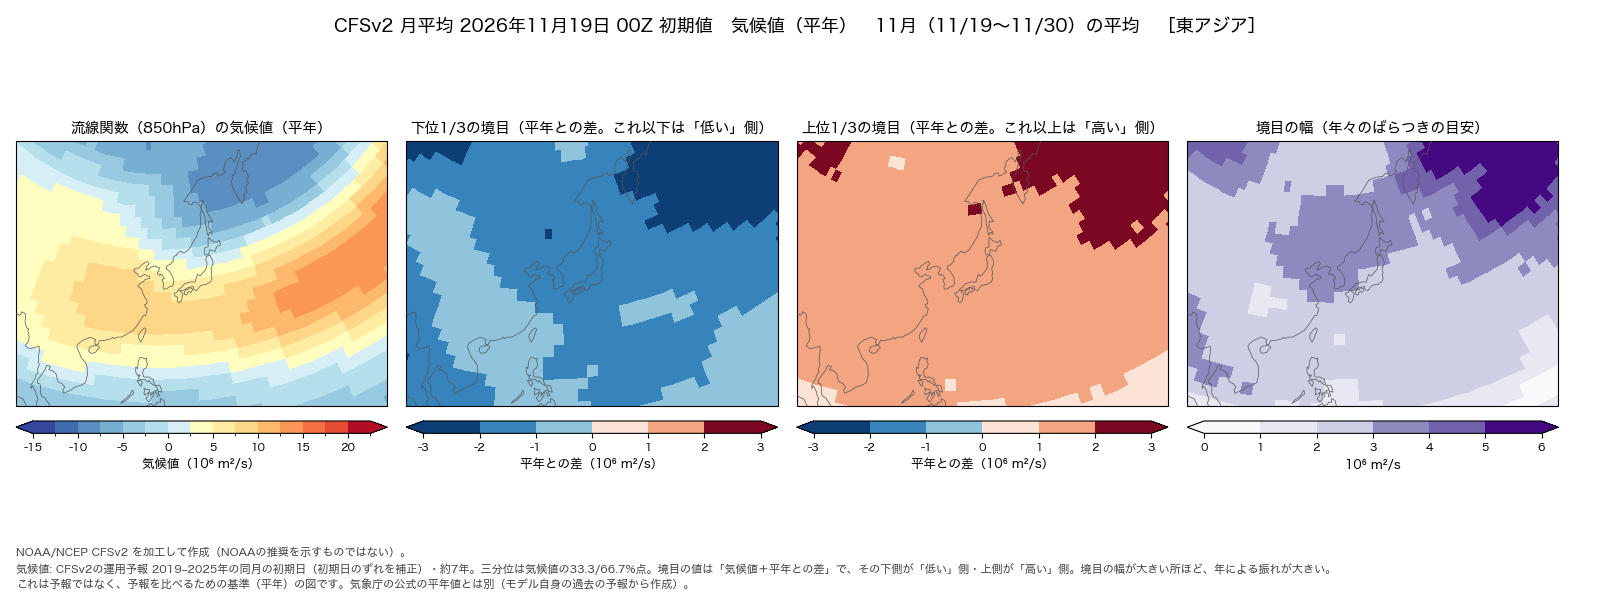 CFSv2 月平均 2026年11月19日 00Z 初期値　気候値（平年）　11月（11/19〜11/30）の平均　［東アジア］
流線関数（850hPa）の気候値（平年）
下位1/3の境目（平年との差。これ以下は「低い」側）
上位1/3の境目（平年との差。これ以上は「高い」側）
境目の幅（年々のばらつきの目安）
-15 -10 -5 0 5 10 15 20
気候値（10⁶ m²/s）
-3 -2 -1 0 1 2 3
平年との差（10⁶ m²/s）
-3 -2 -1 0 1 2 3
平年との差（10⁶ m²/s）
0 1 2 3 4 5 6
10⁶ m²/s
NOAA/NCEP CFSv2 を加工して作成（NOAAの推奨を示すものではない）。
気候値: CFSv2の運用予報 2019–2025年の同月の初期日（初期日のずれを補正）・約7年。三分位は気候値の33.3/66.7%点。境目の値は「気候値＋平年との差」で、その下側が「低い」側・上側が「高い」側。境目の幅が大きい所ほど、年による振れが大きい。
これは予報ではなく、予報を比べるための基準（平年）の図です。気象庁の公式の平年値とは別（モデル自身の過去の予報から作成）。